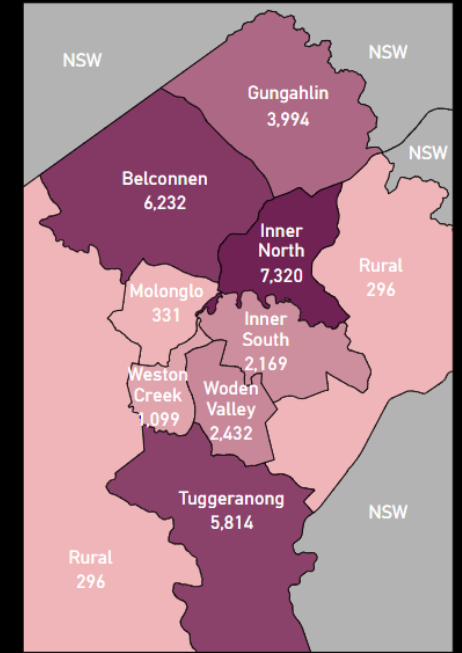 NSW
NSW
Gungahlin
3,994
NSW
Belconnen
6,232
Inner
North
7,320
Rural
296
Molonglo
331
Inner
South
2,169
Weston
Creek
1,099
Woden
Valley
2,432
Tuggeranong
5,814
NSW
Rural
296